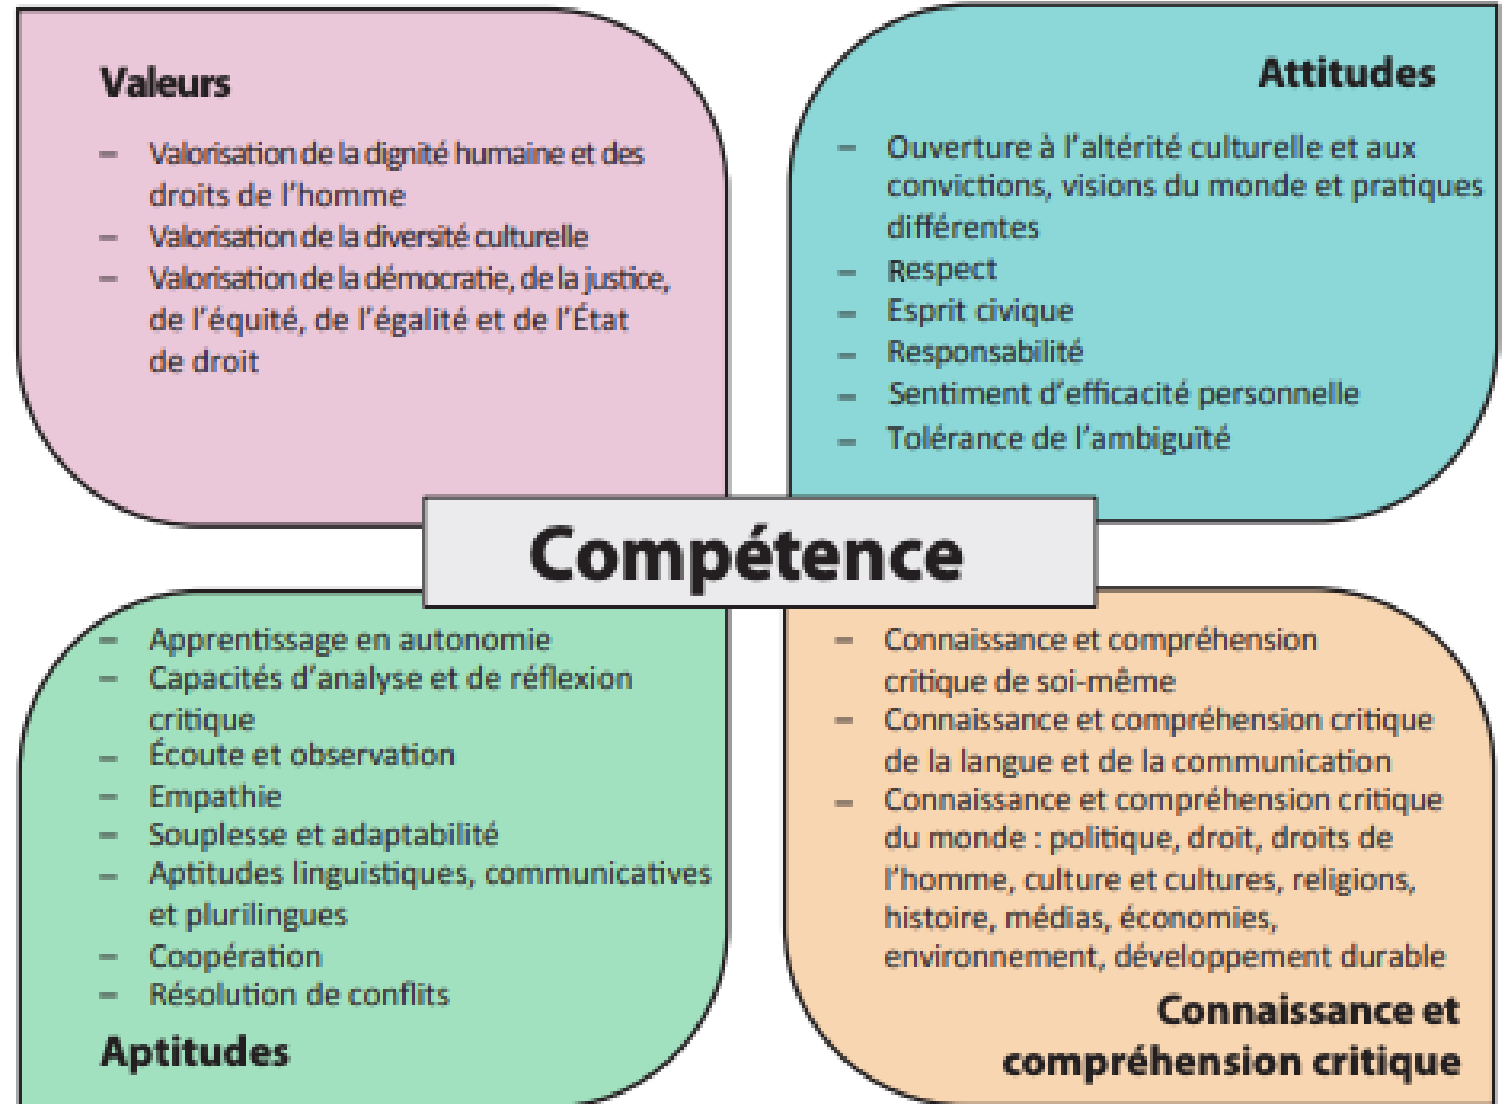 Valeurs
– Valorisation de la dignité humaine et des
droits de l'homme
– Valorisation de la diversité culturelle
– Valorisation de la démocratie, de la justice,
de l'équité, de l'égalité et de l'État
de droit
Attitudes
– Ouverture à l'altérité culturelle et aux
convictions, visions du monde et pratiques
différentes
– Respect
– Esprit civique
– Responsabilité
– Sentiment d'efficacité personnelle
– Tolérance de l'ambiguïté
Compétence
– Apprentissage en autonomie
– Capacités d'analyse et de réflexion
critique
– Écoute et observation
– Empathie
– Souplesse et adaptabilité
– Aptitudes linguistiques, communicatives
et plurilingues
– Coopération
– Résolution de conflits
Aptitudes
– Connaissance et compréhension
critique de soi-même
– Connaissance et compréhension critique
de la langue et de la communication
– Connaissance et compréhension critique
du monde : politique, droit, droits de
l'homme, culture et cultures, religions,
histoire, médias, économies,
environnement, développement durable
Connaissance et
compréhension critique